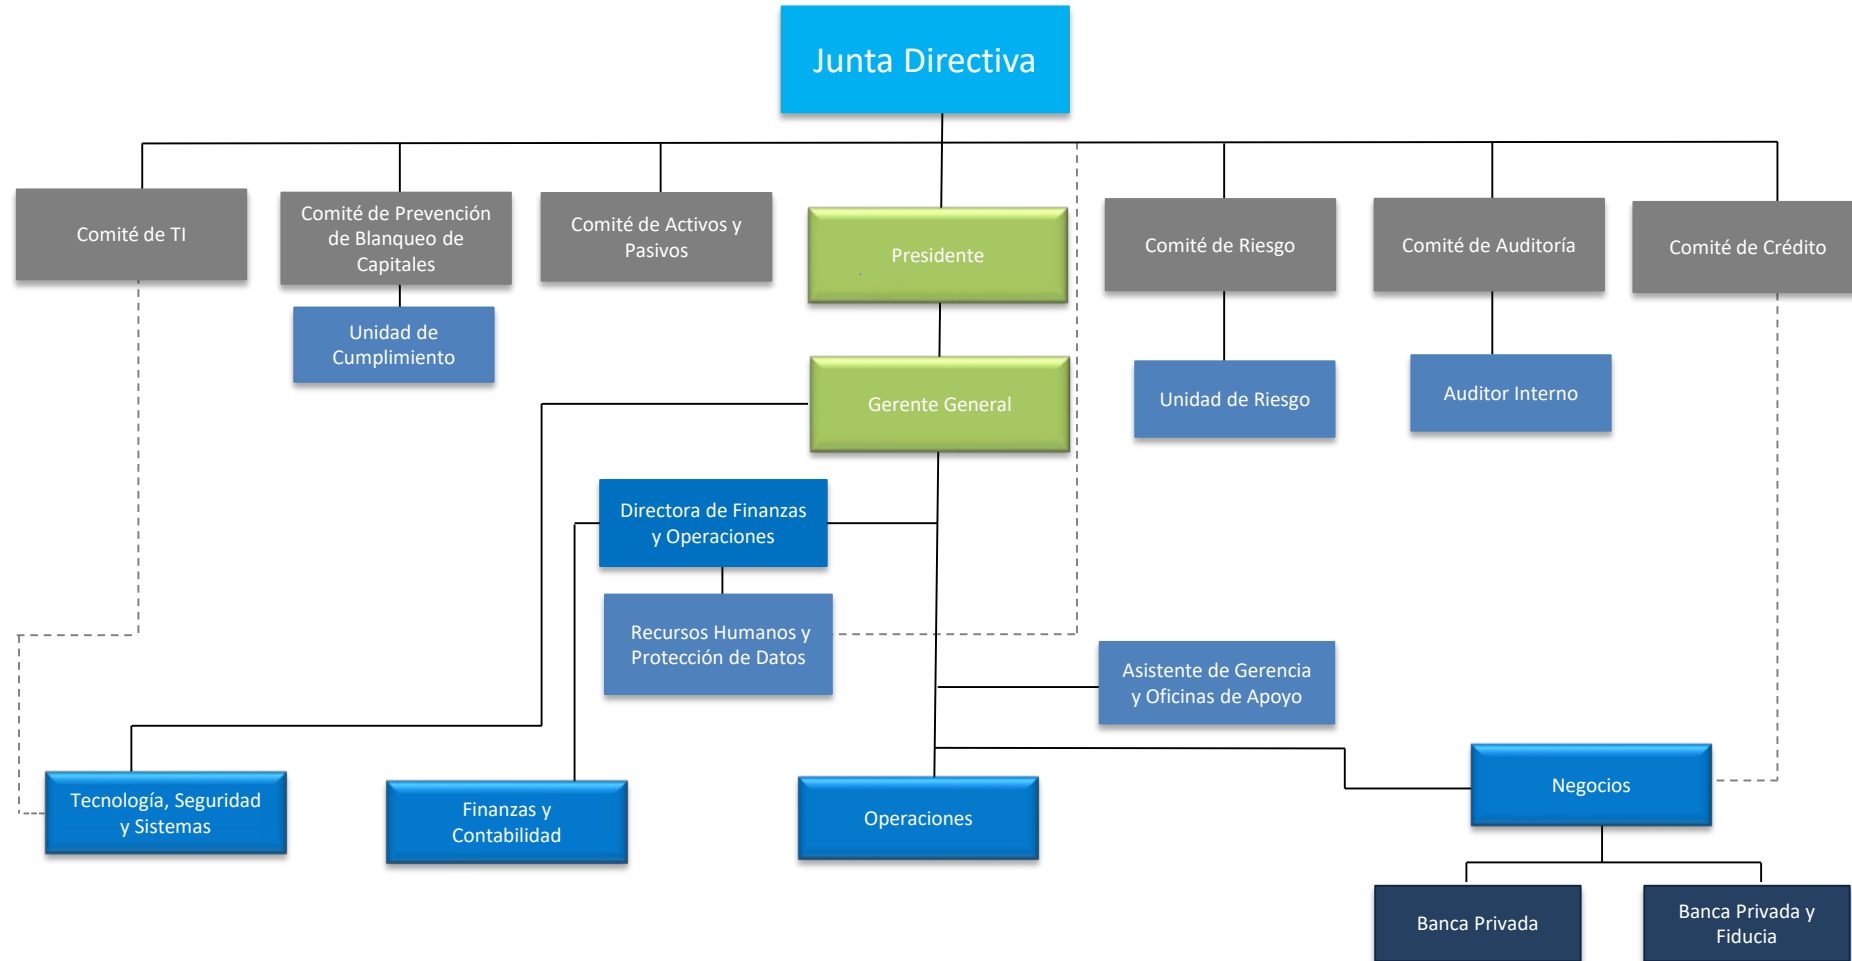 Junta Directiva
Comité de TI
Comité de Prevención
de Blanqueo de
Capitales
Comité de Activos y
Pasivos
Presidente
Comité de Riesgo
Comité de Auditoría
Comité de Crédito
Unidad de
Cumplimiento
Gerente General
Unidad de Riesgo
Auditor Interno
Directora de Finanzas
y Operaciones
Recursos Humanos y
Protección de Datos
Asistente de Gerencia
y Oficinas de Apoyo
Tecnología, Seguridad
y Sistemas
Finanzas y
Contabilidad
Operaciones
Negocios
Banca Privada
Banca Privada y
Fiducia